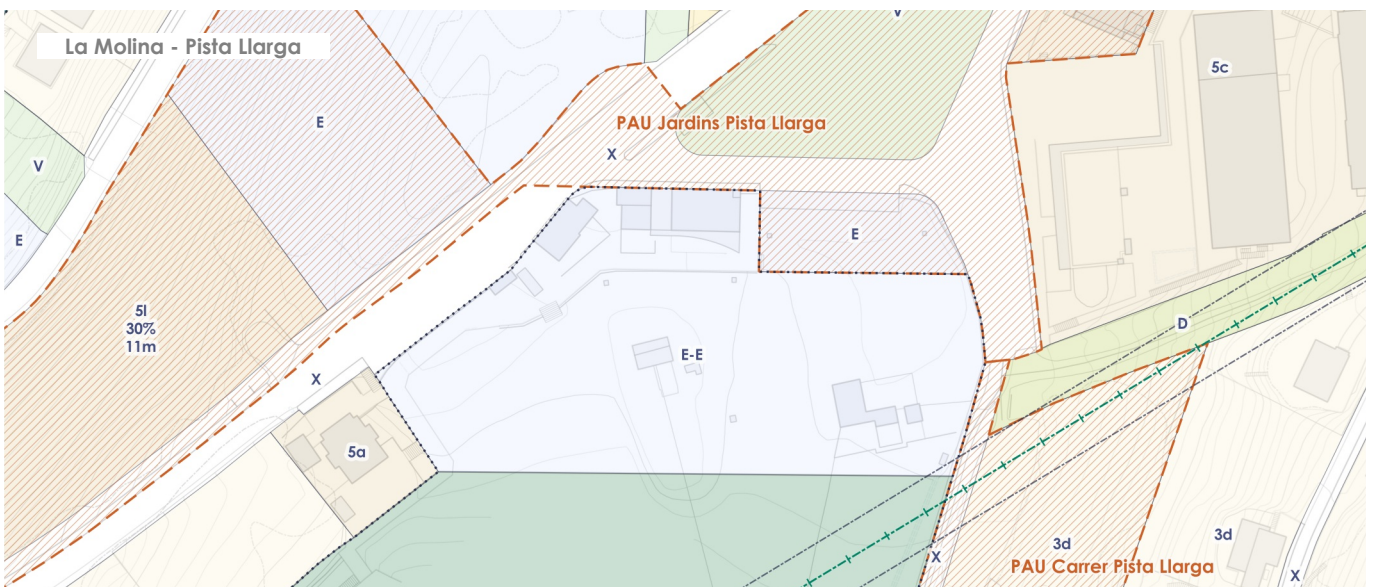 V
La Molina - Pista Llarga
5c
E
PAU Jardins Pista Llarga
X
V
E
E
5l
30%
11m
D
E-E
X
5a
3d
3d
X
PAU Carrer Pista Llarga
X